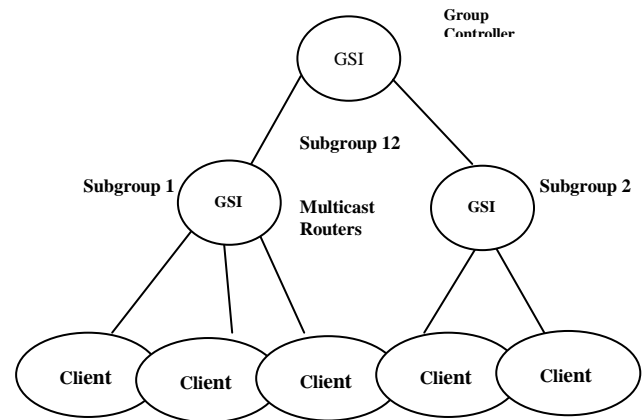 Group
Controller
GSI
Subgroup 12
Subgroup 1
Subgroup 2
GSI
Multicast
Routers
GSI
Client
Client
Client
Client
Client